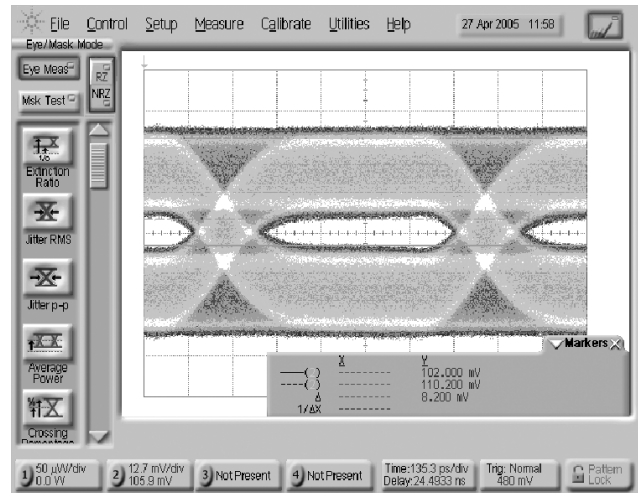 File Control Setup Measure Calibrate Utilities Help 27 Apr 2005 11:58
Eye/Mask Mode
Eye Meas
RZ
NRZ
Msk Test
Extinction
Ratio
Jitter RMS
Jitter p-p
Average
Power
Crossing
Percentage
Markers
X Y
---------- 102.000 mV
---------- 110.200 mV
Δ ---------- 8.200 mV
1/ΔX ----------
1) 50 µW/div
0.0 W
2) 12.7 mV/div
105.9 mV
3) Not Present
4) Not Present
Time:135.3 ps/div
Delay:24.4933 ns
Trig: Normal
480 mV
Pattern
Lock